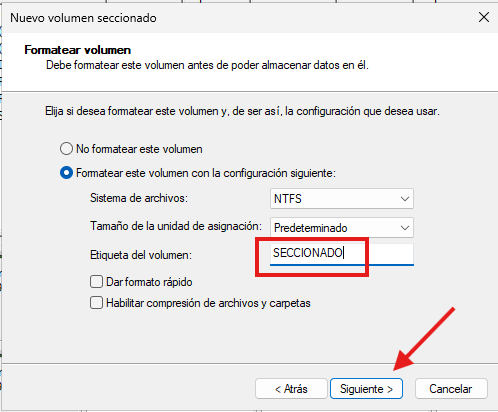 Nuevo volumen seccionado
Formatear volumen
Debe formatear este volumen antes de poder almacenar datos en él.
Elija si desea formatear este volumen y, de ser así, la configuración que desea usar.
No formatear este volumen
Formatear este volumen con la configuración siguiente:
Sistema de archivos: NTFS
Tamaño de la unidad de asignación: Predeterminado
Etiqueta del volumen: SECCIONADO
Dar formato rápido
Habilitar compresión de archivos y carpetas
< Atrás Siguiente > Cancelar